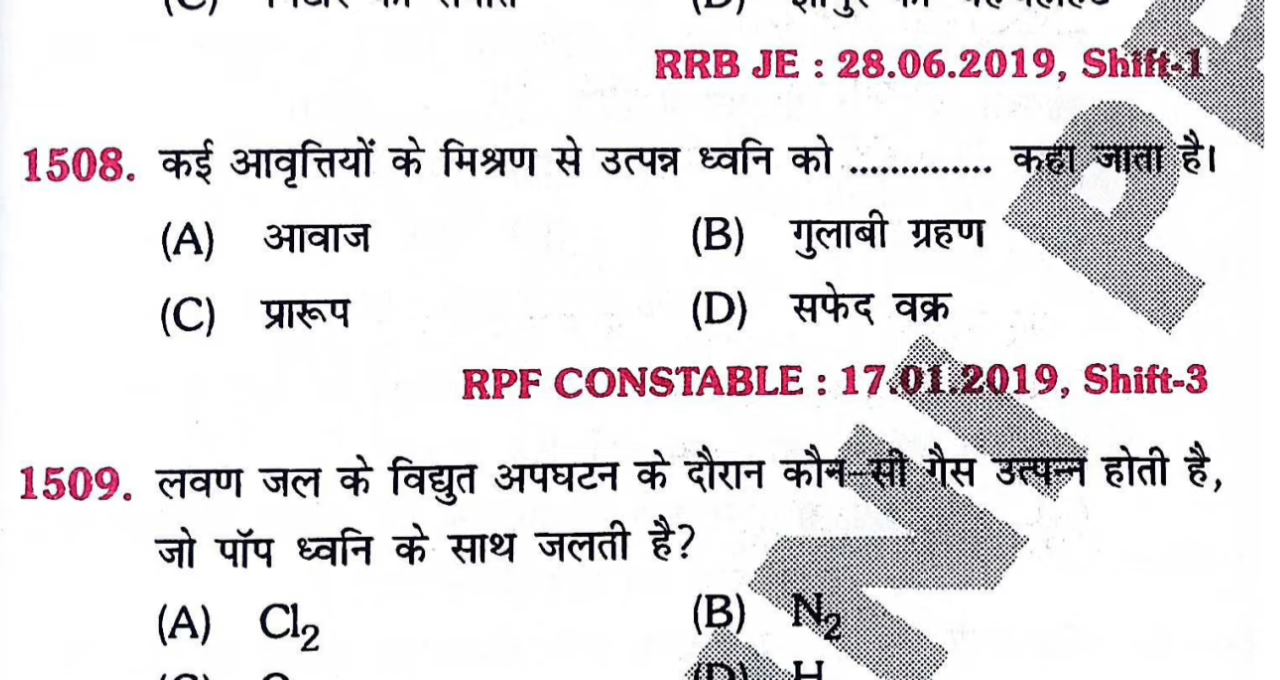 RRB JE : 28.06.2019, Shift-1
1508. कई आवृत्तियों के मिश्रण से उत्पन्न ध्वनि को .............. कहा जाता है।
(A) आवाज (B) गुलाबी ग्रहण
(C) प्रारूप (D) सफेद वक्र
RPF CONSTABLE : 17.01.2019, Shift-3
1509. लवण जल के विद्युत अपघटन के दौरान कौन-सी गैस उत्पन्न होती है,
जो पॉप ध्वनि के साथ जलती है?
(A) Cl₂ (B) N₂
(D) H